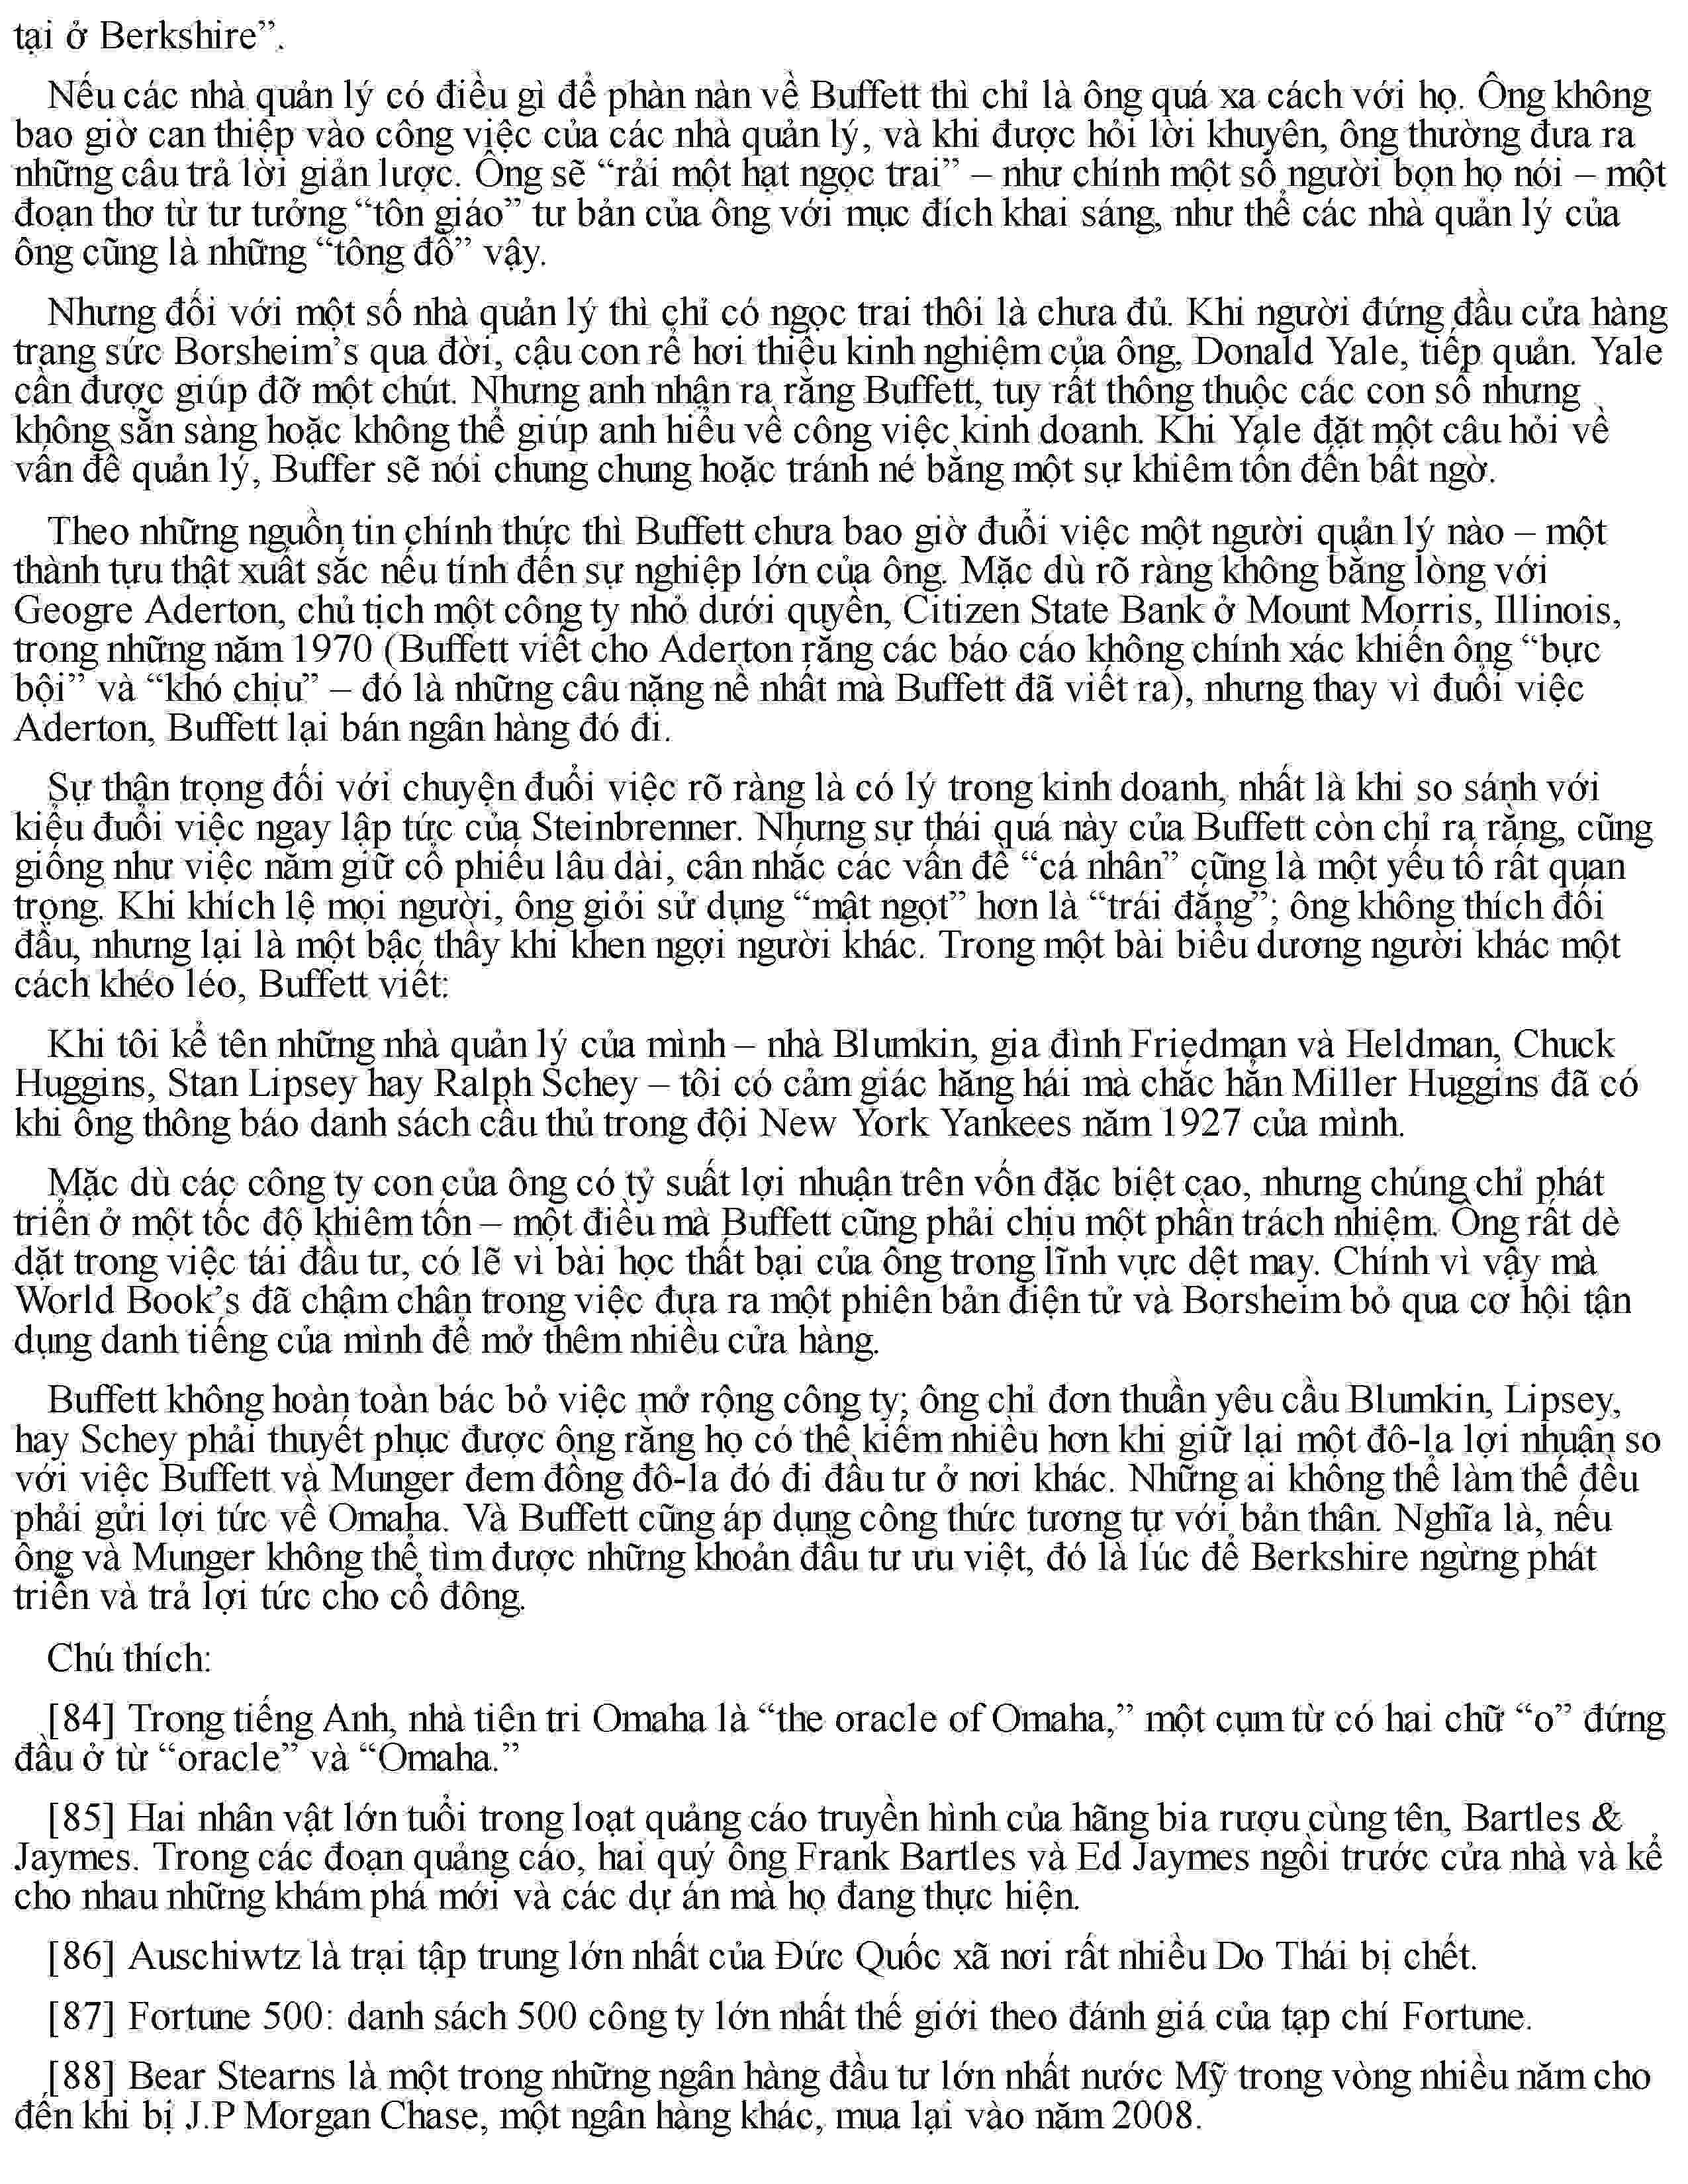 tại ở Berkshire”.
Nếu các nhà quản lý có điều gì để phàn nàn về Buffett thì chỉ là ông quá xa cách với họ. Ông không
bao giờ can thiệp vào công việc của các nhà quản lý, và khi được hỏi lời khuyên, ông thường đưa ra
những câu trả lời giản lược. Ông sẽ “rải một hạt ngọc trai” – như chính một số người bọn họ nói – một
đoạn thơ từ tư tưởng “tôn giáo” tư bản của ông với mục đích khai sáng, như thể các nhà quản lý của
ông cũng là những “tông đồ” vậy.
Nhưng đối với một số nhà quản lý thì chỉ có ngọc trai thôi là chưa đủ. Khi người đứng đầu cửa hàng
trang sức Borsheim’s qua đời, cậu con rể hơi thiếu kinh nghiệm của ông, Donald Yale, tiếp quản. Yale
cần được giúp đỡ một chút. Nhưng anh nhận ra rằng Buffett, tuy rất thông thuộc các con số nhưng
không sẵn sàng hoặc không thể giúp anh hiểu về công việc kinh doanh. Khi Yale đặt một câu hỏi về
vấn đề quản lý, Buffer sẽ nói chung chung hoặc tránh né bằng một sự khiêm tốn đến bất ngờ.
Theo những nguồn tin chính thức thì Buffett chưa bao giờ đuổi việc một người quản lý nào – một
thành tựu thật xuất sắc nếu tính đến sự nghiệp lớn của ông. Mặc dù rõ ràng không bằng lòng với
Geogre Aderton, chủ tịch một công ty nhỏ dưới quyền, Citizen State Bank ở Mount Morris, Illinois,
trong những năm 1970 (Buffett viết cho Aderton rằng các báo cáo không chính xác khiến ông “bực
bội” và “khó chịu” – đó là những câu nặng nề nhất mà Buffett đã viết ra), nhưng thay vì đuổi việc
Aderton, Buffett lại bán ngân hàng đó đi.
Sự thận trọng đối với chuyện đuổi việc rõ ràng là có lý trong kinh doanh, nhất là khi so sánh với
kiểu đuổi việc ngay lập tức của Steinbrenner. Nhưng sự thái quá này của Buffett còn chỉ ra rằng, cũng
giống như việc năm giữ cổ phiếu lâu dài, cân nhắc các vấn đề “cá nhân” cũng là một yếu tố rất quan
trọng. Khi khích lệ mọi người, ông giỏi sử dụng “mật ngọt” hơn là “trái đắng”; ông không thích đối
đầu, nhưng lại là một bậc thầy khi khen ngợi người khác. Trong một bài biểu dương người khác một
cách khéo léo, Buffett viết:
Khi tôi kể tên những nhà quản lý của mình – nhà Blumkin, gia đình Friedman và Heldman, Chuck
Huggins, Stan Lipsey hay Ralph Schey – tôi có cảm giác hăng hái mà chắc hẳn Miller Huggins đã có
khi ông thông báo danh sách cầu thủ trong đội New York Yankees năm 1927 của mình.
Mặc dù các công ty con của ông có tỷ suất lợi nhuận trên vốn đặc biệt cao, nhưng chúng chỉ phát
triển ở một tốc độ khiêm tốn – một điều mà Buffett cũng phải chịu một phần trách nhiệm. Ông rất dè
dặt trong việc tái đầu tư, có lẽ vì bài học thất bại của ông trong lĩnh vực dệt may. Chính vì vậy mà
World Book’s đã chậm chân trong việc đưa ra một phiên bản điện tử và Borsheim bỏ qua cơ hội tận
dụng danh tiếng của mình để mở thêm nhiều cửa hàng.
Buffett không hoàn toàn bác bỏ việc mở rộng công ty; ông chỉ đơn thuần yêu cầu Blumkin, Lipsey,
hay Schey phải thuyết phục được ông rằng họ có thể kiếm nhiều hơn khi giữ lại một đô-la lợi nhuận so
với việc Buffett và Munger đem đồng đô-la đó đi đầu tư ở nơi khác. Những ai không thể làm thế đều
phải gửi lợi tức về Omaha. Và Buffett cũng áp dụng công thức tương tự với bản thân. Nghĩa là, nếu
ông và Munger không thể tìm được những khoản đầu tư ưu việt, đó là lúc để Berkshire ngừng phát
triển và trả lợi tức cho cổ đông.
Chú thích:
[84] Trong tiếng Anh, nhà tiên tri Omaha là “the oracle of Omaha,” một cụm từ có hai chữ “o” đứng
đầu ở từ “oracle” và “Omaha.”
[85] Hai nhân vật lớn tuổi trong loạt quảng cáo truyền hình của hãng bia rượu cùng tên, Bartles &
Jaymes. Trong các đoạn quảng cáo, hai quý ông Frank Bartles và Ed Jaymes ngồi trước cửa nhà và kể
cho nhau những khám phá mới và các dự án mà họ đang thực hiện.
[86] Auschiwtz là trại tập trung lớn nhất của Đức Quốc xã nơi rất nhiều Do Thái bị chết.
[87] Fortune 500: danh sách 500 công ty lớn nhất thế giới theo đánh giá của tạp chí Fortune.
[88] Bear Stearns là một trong những ngân hàng đầu tư lớn nhất nước Mỹ trong vòng nhiều năm cho
đến khi bị J.P Morgan Chase, một ngân hàng khác, mua lại vào năm 2008.